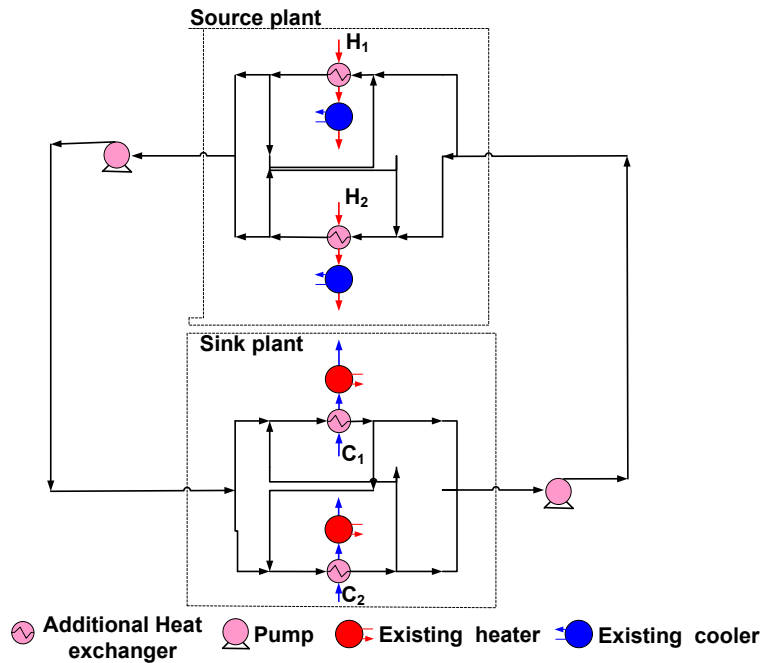 Source plant
H₁
H₂
Sink plant
C₁
C₂
Additional Heat
exchanger
Pump
Existing heater
Existing cooler